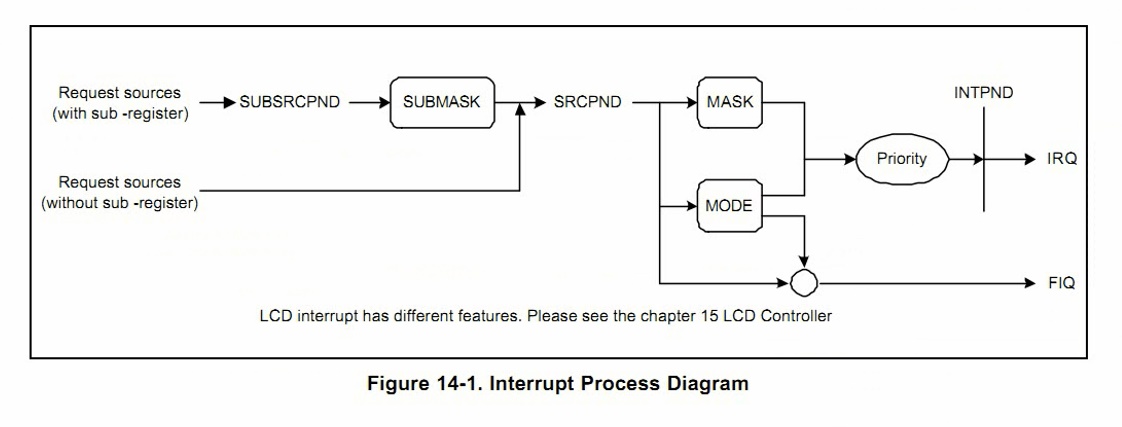 Request sources
(with sub -register)
SUBSRCPND
SUBMASK
SRCPND
MASK
INTPND
Priority
IRQ
Request sources
(without sub -register)
MODE
FIQ
LCD interrupt has different features. Please see the chapter 15 LCD Controller
Figure 14-1. Interrupt Process Diagram